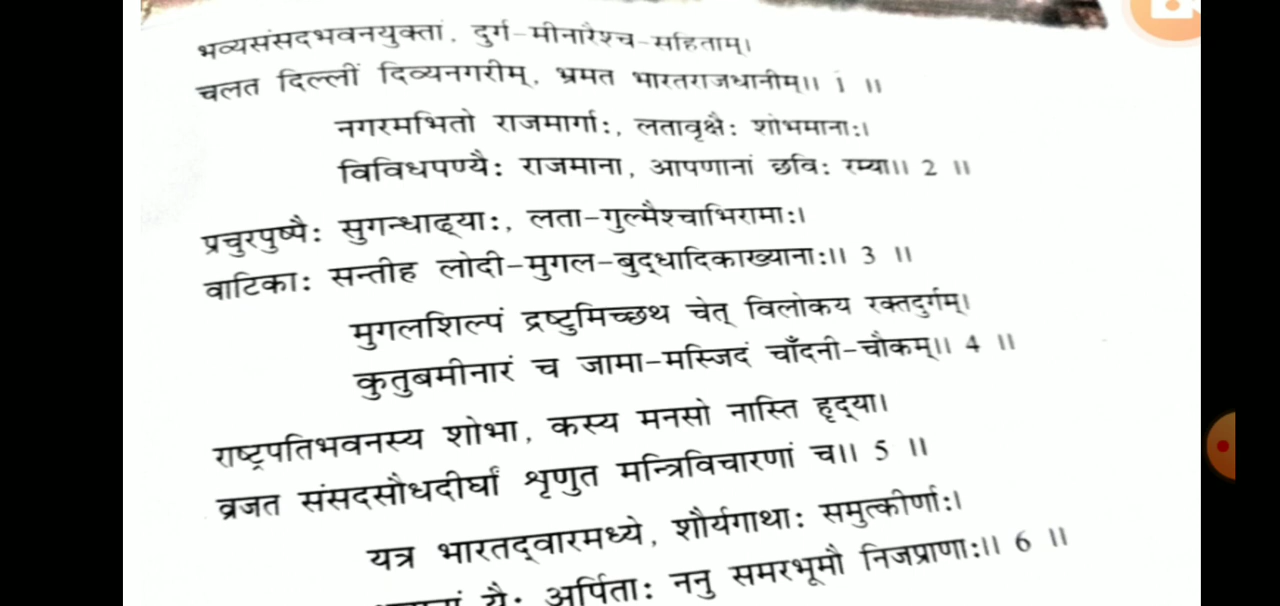 भव्यसंसदभवनयुक्तां, दुर्ग-मीनारैश्च-सहिताम्।
चलत दिल्लीं दिव्यनगरीम्, भ्रमत भारतराजधानीम्।। 1 ।।
नगरमभितो राजमार्गाः, लतावृक्षैः शोभमानाः।
विविधपण्यैः राजमाना, आपणानां छविः रम्या।। 2 ।।
प्रचुरपुष्पैः सुगन्धाढ्याः, लता-गुल्मैश्चाभिरामाः।
वाटिकाः सन्तीह लोदी-मुगल-बुद्धादिकाख्यानाः।। 3 ।।
मुगलशिल्पं द्रष्टुमिच्छथ चेत् विलोकय रक्तदुर्गम्।
कुतुबमीनारं च जामा-मस्जिदं चाँदनी-चौकम्।। 4 ।।
राष्ट्रपतिभवनस्य शोभा, कस्य मनसो नास्ति हृद्या।
व्रजत संसदसौधदीर्घां शृणुत मन्त्रिविचारणां च।। 5 ।।
यत्र भारतद्वारमध्ये, शौर्यगाथाः समुत्कीर्णाः।
यैः अर्पिताः ननु समरभूमौ निजप्राणाः।। 6 ।।